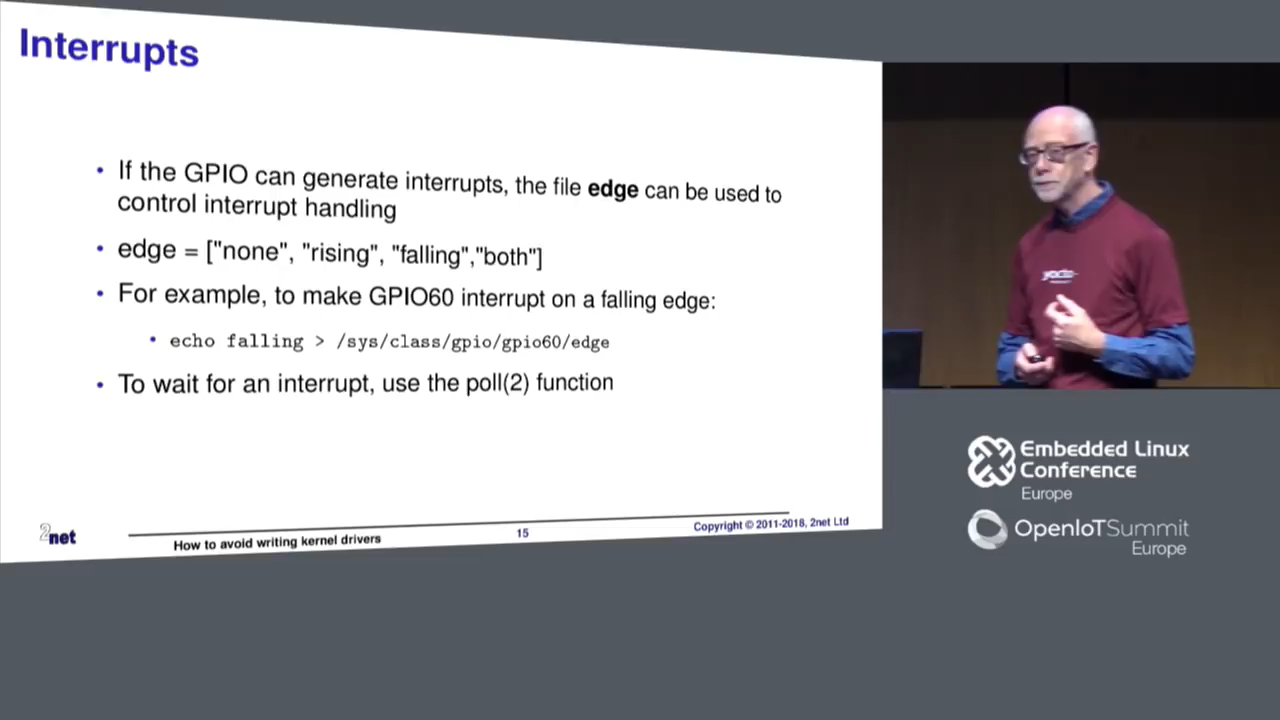 Interrupts
• If the GPIO can generate interrupts, the file edge can be used to
control interrupt handling
• edge = ["none", "rising", "falling","both"]
• For example, to make GPIO60 interrupt on a falling edge:
• echo falling > /sys/class/gpio/gpio60/edge
• To wait for an interrupt, use the poll(2) function
2net
How to avoid writing kernel drivers
15
Copyright © 2011-2018, 2net Ltd
yocto
Embedded Linux
Conference
Europe
OpenIoTSummit
Europe